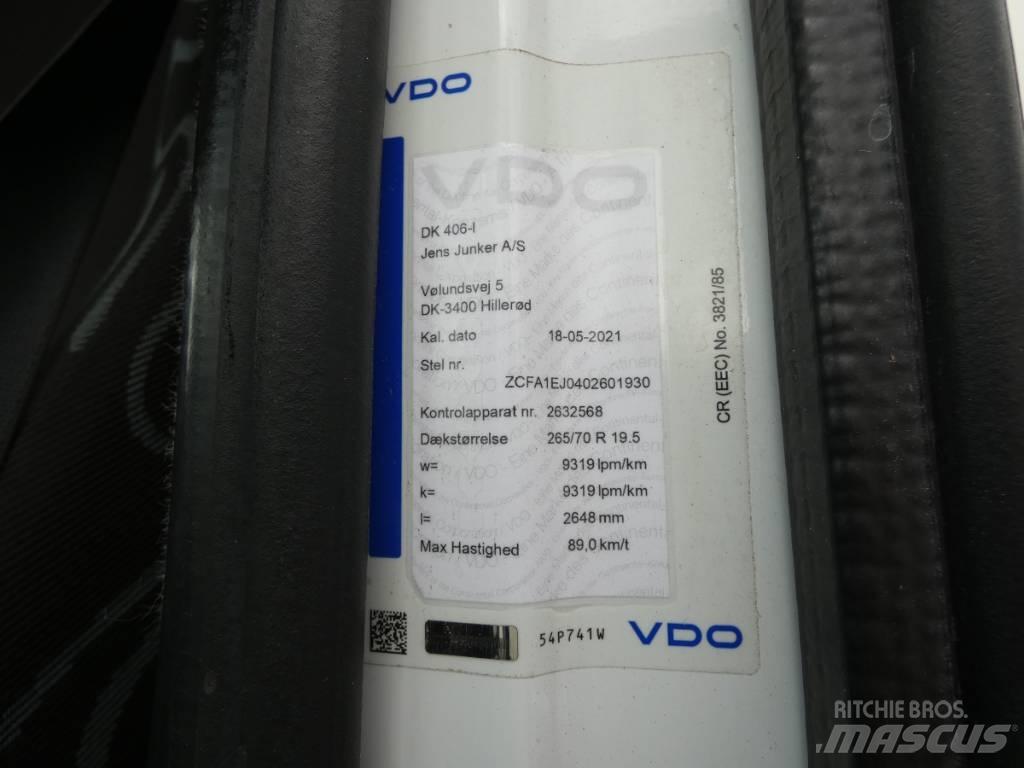 VDO
VDO
DK 406-I
Jens Junker A/S
Vølundsvej 5
DK-3400 Hillerød
Kal. dato 18-05-2021
Stel nr.
ZCFA1EJ0402601930
Kontrolapparat nr. 2632568
Dækstørrelse 265/70 R 19.5
w= 9319 lpm/km
k= 9319 lpm/km
l= 2648 mm
Max Hastighed 89,0 km/t
CR (EEC) No. 3821/85
54P741W VDO
RITCHIE BROS.
MASCUS